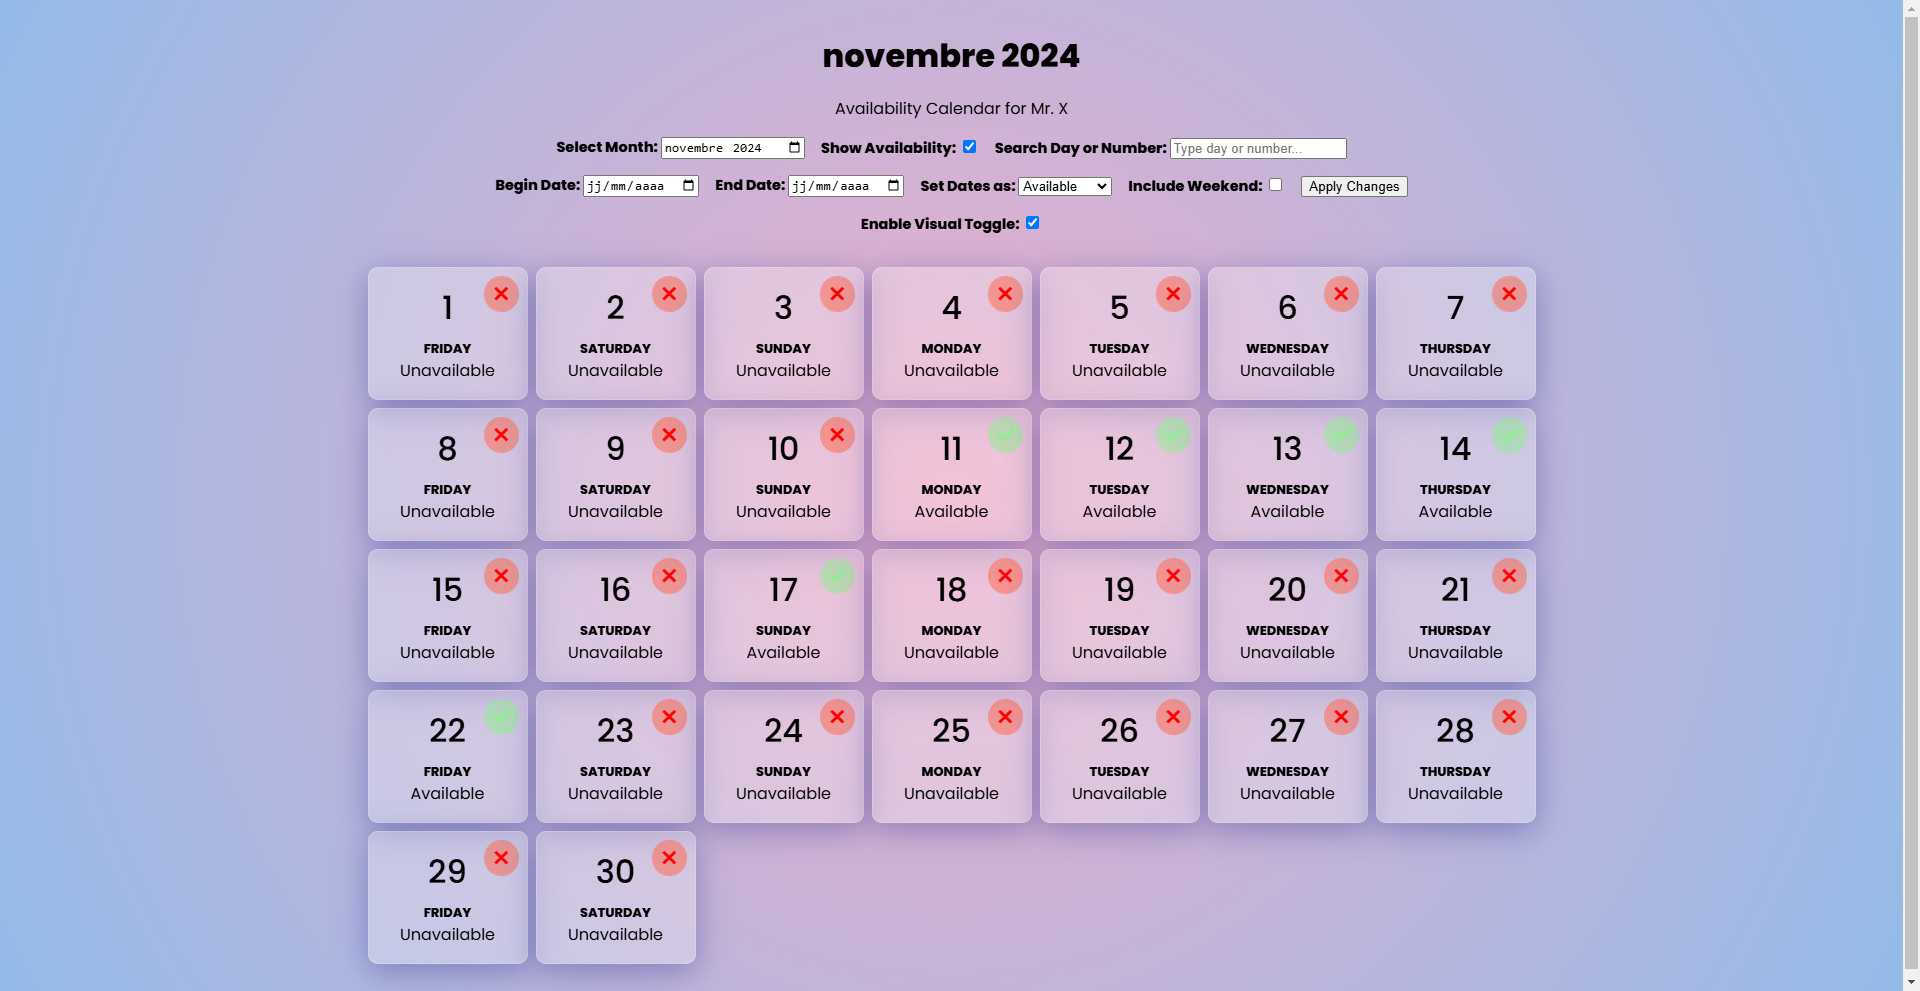 novembre 2024
Availability Calendar for Mr. X
Select Month: novembre 2024 Show Availability: Search Day or Number: Type day or number...
Begin Date: jj/mm/aaaa End Date: jj/mm/aaaa Set Dates as: Available Include Weekend: Apply Changes
Enable Visual Toggle:
1 2 3 4 5 6 7
FRIDAY SATURDAY SUNDAY MONDAY TUESDAY WEDNESDAY THURSDAY
Unavailable Unavailable Unavailable Unavailable Unavailable Unavailable Unavailable
8 9 10 11 12 13 14
FRIDAY SATURDAY SUNDAY MONDAY TUESDAY WEDNESDAY THURSDAY
Unavailable Unavailable Unavailable Available Available Available Available
15 16 17 18 19 20 21
FRIDAY SATURDAY SUNDAY MONDAY TUESDAY WEDNESDAY THURSDAY
Unavailable Unavailable Available Unavailable Unavailable Unavailable Unavailable
22 23 24 25 26 27 28
FRIDAY SATURDAY SUNDAY MONDAY TUESDAY WEDNESDAY THURSDAY
Available Unavailable Unavailable Unavailable Unavailable Unavailable Unavailable
29 30
FRIDAY SATURDAY
Unavailable Unavailable